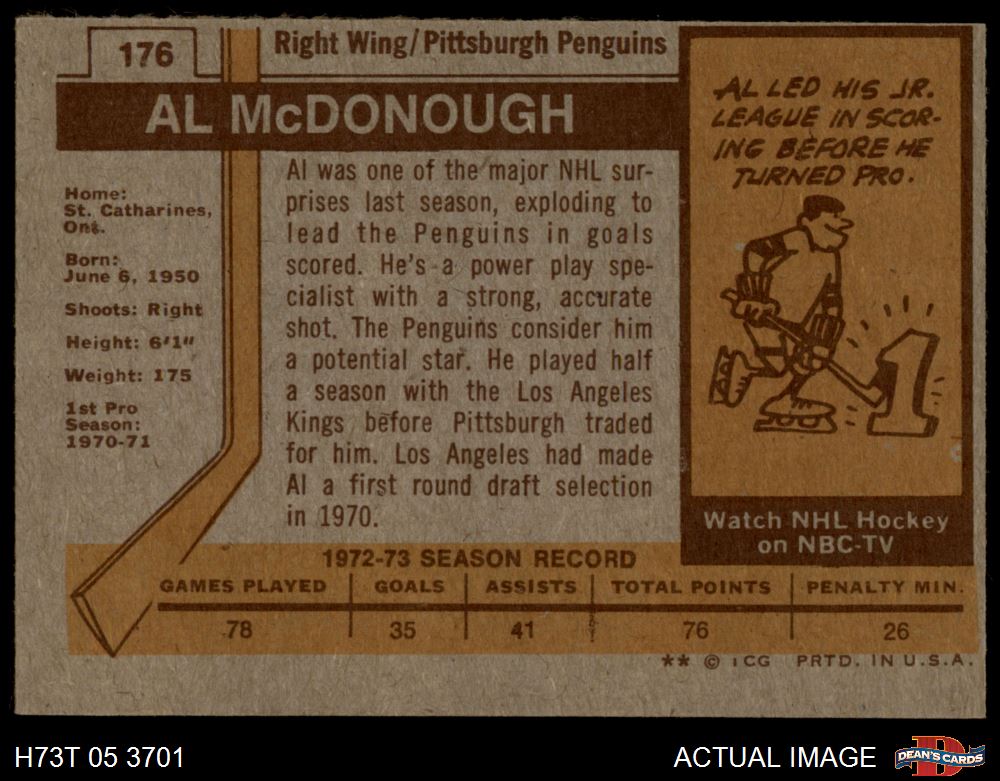 176
Right Wing/Pittsburgh Penguins
AL McDONOUGH
Home:
St. Catharines,
Ont.
Born:
June 6, 1950
Shoots: Right
Height: 6'1"
Weight: 175
1st Pro
Season:
1970-71
Al was one of the major NHL sur-
prises last season, exploding to
lead the Penguins in goals
scored. He's a power play spe-
cialist with a strong, accurate
shot. The Penguins consider him
a potential star. He played half
a season with the Los Angeles
Kings before Pittsburgh traded
for him. Los Angeles had made
Al a first round draft selection
in 1970.
AL LED HIS JR.
LEAGUE IN SCOR-
ING BEFORE HE
TURNED PRO.
1
Watch NHL Hockey
on NBC-TV
1972-73 SEASON RECORD
GAMES PLAYED GOALS ASSISTS TOTAL POINTS PENALTY MIN.
78 35 41 76 26
** © ICG PRTD. IN U.S.A.
H73T 05 3701
ACTUAL IMAGE
D
DEAN'S CARDS